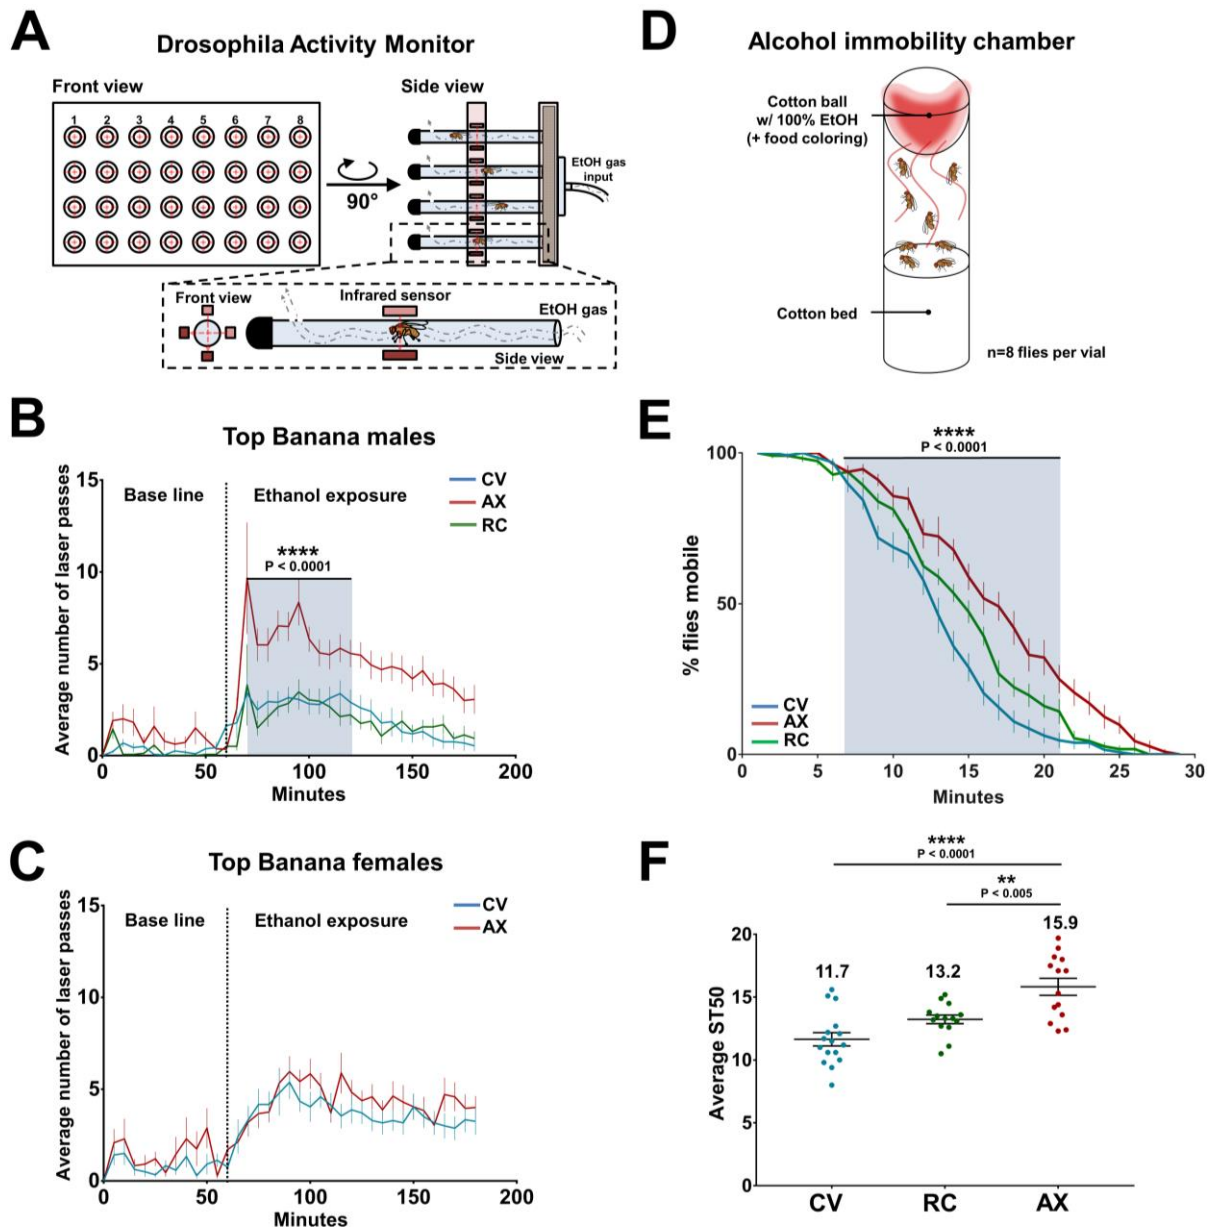 A
Drosophila Activity Monitor
Front view
Side view
1 2 3 4 5 6 7 8
90°
EtOH gas
input
Front view
Infrared sensor
EtOH gas
Side view
D
Alcohol immobility chamber
Cotton ball
w/ 100% EtOH
(+ food coloring)
Cotton bed
n=8 flies per vial
B
Top Banana males
Average number of laser passes
15
10
5
0
Base line
Ethanol exposure
CV
AX
RC
****
P < 0.0001
0 50 100 150 200
Minutes
E
****
P < 0.0001
% flies mobile
100
50
0
CV
AX
RC
0 5 10 15 20 25 30
Minutes
C
Top Banana females
Average number of laser passes
15
10
5
0
Base line
Ethanol exposure
CV
AX
0 50 100 150 200
Minutes
F
****
P < 0.0001
**
P < 0.005
Average ST50
20
15
10
5
0
11.7
13.2
15.9
CV RC AX